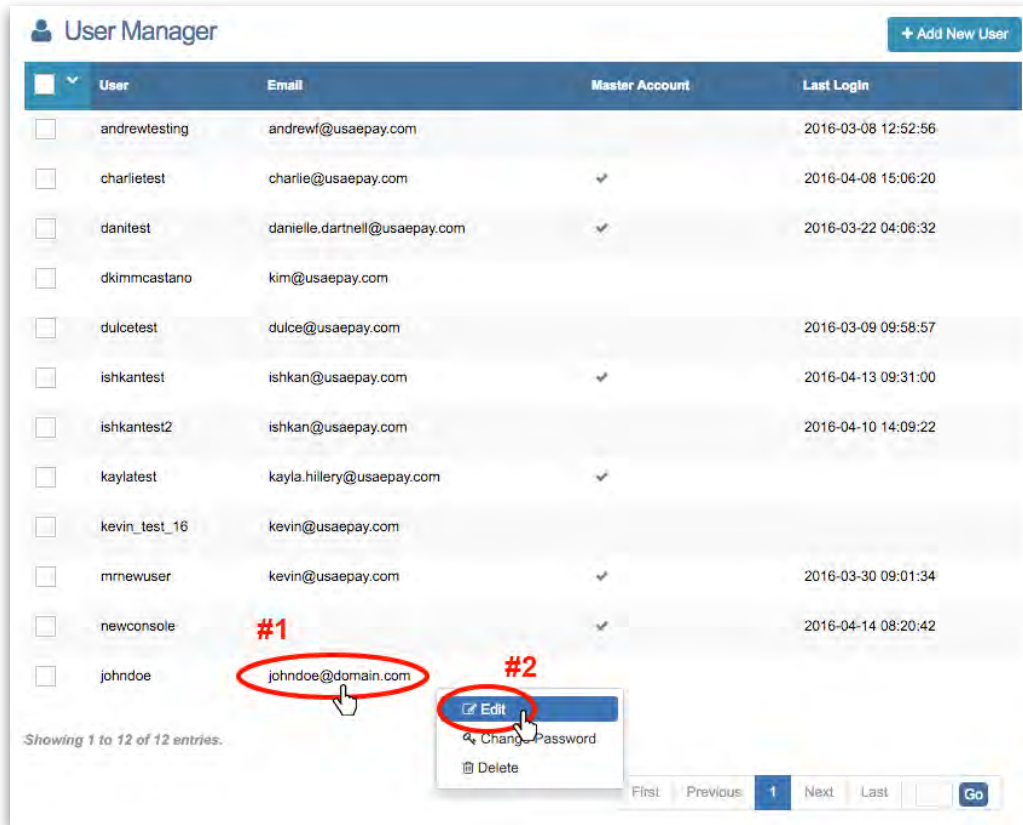 User Manager
+ Add New User
User Email Master Account Last Login
andrewtesting andrewf@usaepay.com 2016-03-08 12:52:56
charlietest charlie@usaepay.com 2016-04-08 15:06:20
danitest danielle.dartnell@usaepay.com 2016-03-22 04:06:32
dkimmcastano kim@usaepay.com
dulcetest dulce@usaepay.com 2016-03-09 09:58:57
ishkantest ishkan@usaepay.com 2016-04-13 09:31:00
ishkantest2 ishkan@usaepay.com 2016-04-10 14:09:22
kaylatest kayla.hillery@usaepay.com
kevin_test_16 kevin@usaepay.com
mrnewuser kevin@usaepay.com 2016-03-30 09:01:34
newconsole 2016-04-14 08:20:42
#1
johndoe johndoe@domain.com
#2
Edit
Change Password
Delete
Showing 1 to 12 of 12 entries.
First Previous 1 Next Last Go